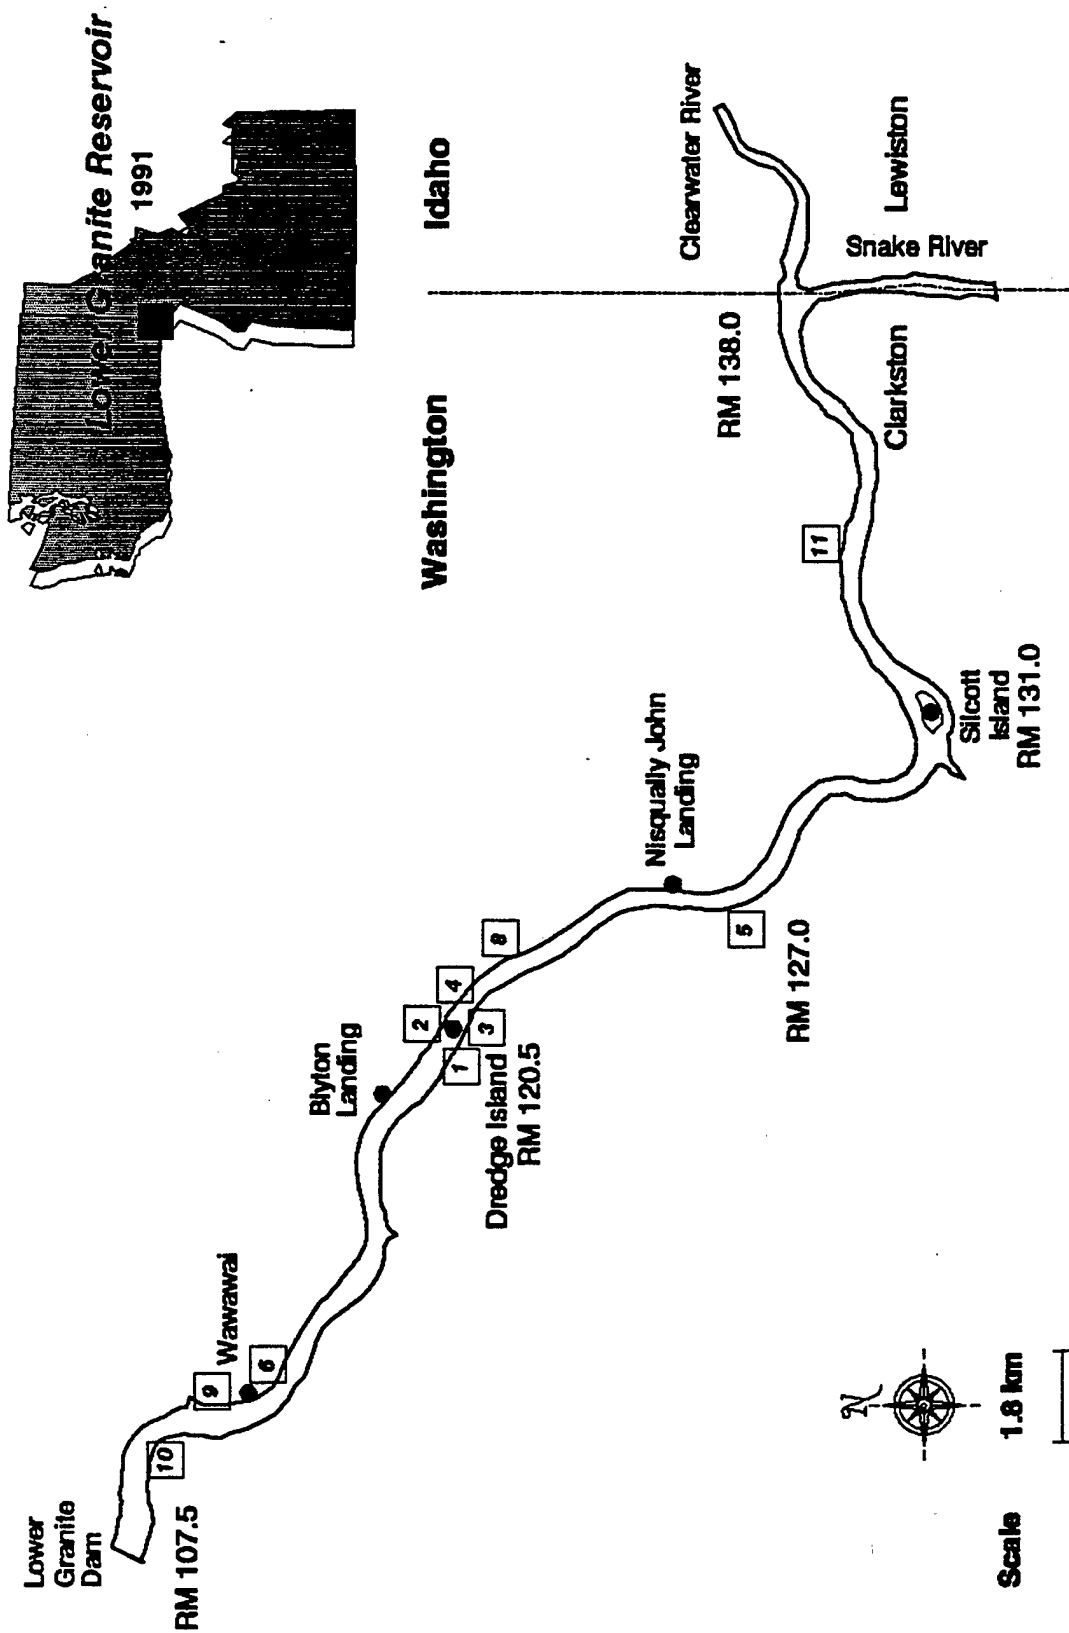 Lower Granite Reservoir
1991
Washington
Idaho
Lower
Granite
Dam
RM 107.5
10
9
Wawawai
6
Blyton
Landing
2
4
1
3
8
Dredge Island
RM 120.5
Nisqually John
Landing
5
RM 127.0
Silcott
Island
RM 131.0
11
RM 138.0
Clarkston
Clearwater River
Snake River
Lewiston
N
Scale
1.8 km